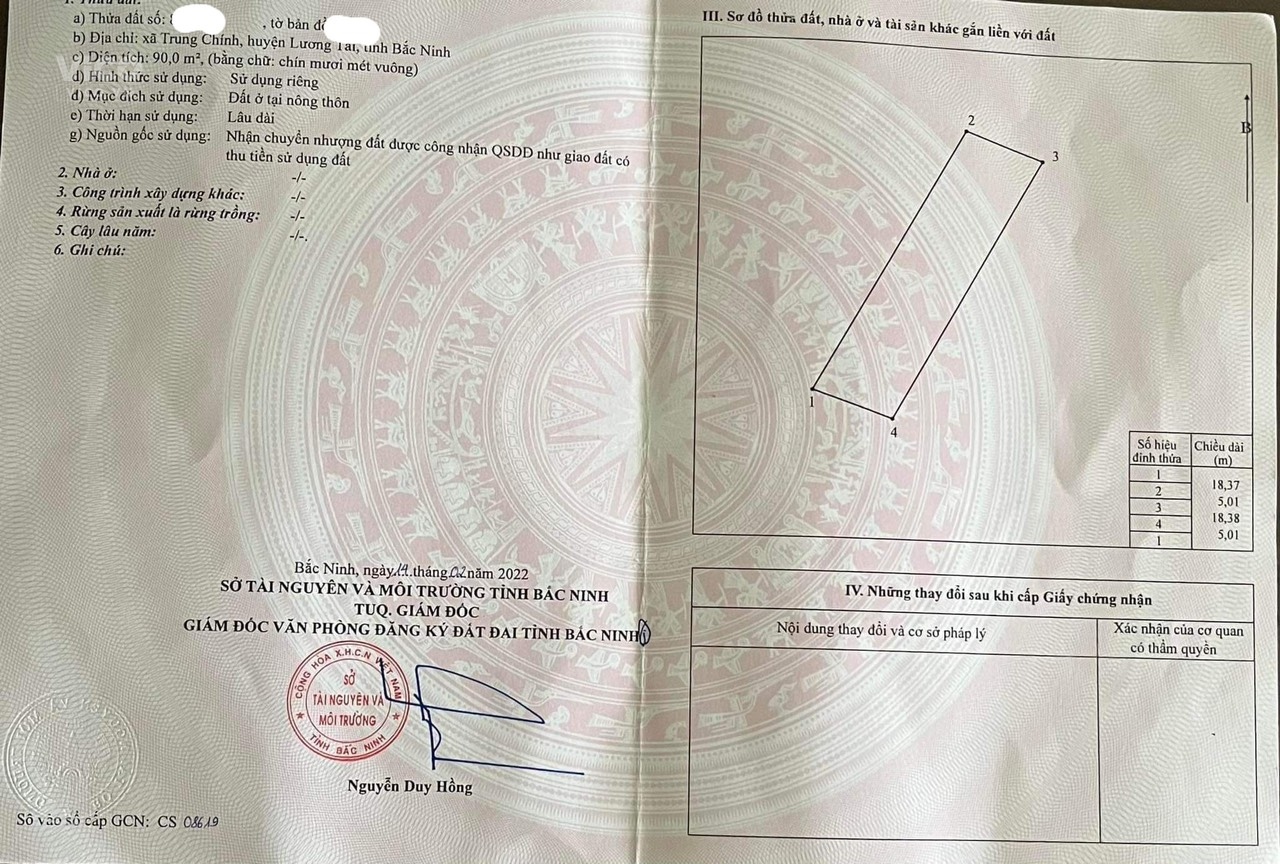 a) Thửa đất số:
, tờ bản đồ
b) Địa chỉ: xã Trung Chính, huyện Lương Tài, tỉnh Bắc Ninh
c) Diện tích: 90,0 m², (bằng chữ: chín mươi mét vuông)
d) Hình thức sử dụng: Sử dụng riêng
đ) Mục đích sử dụng: Đất ở tại nông thôn
e) Thời hạn sử dụng: Lâu dài
g) Nguồn gốc sử dụng: Nhận chuyển nhượng đất được công nhận QSDĐ như giao đất có
thu tiền sử dụng đất
2. Nhà ở: -/-
3. Công trình xây dựng khác: -/-
4. Rừng sản xuất là rừng trồng: -/-
5. Cây lâu năm: -/-.
6. Ghi chú:
Bắc Ninh, ngày tháng 02 năm 2022
SỞ TÀI NGUYÊN VÀ MÔI TRƯỜNG TỈNH BẮC NINH
TUQ. GIÁM ĐỐC
GIÁM ĐỐC VĂN PHÒNG ĐĂNG KÝ ĐẤT ĐAI TỈNH BẮC NINH
CỘNG HÒA X.H.C.N VIỆT NAM
SỞ
TÀI NGUYÊN VÀ
MÔI TRƯỜNG
TỈNH BẮC NINH
Nguyễn Duy Hồng
Số vào sổ cấp GCN: CS 08619
III. Sơ đồ thửa đất, nhà ở và tài sản khác gắn liền với đất
B
2
3
1
4
Số hiệu đỉnh thửa
Chiều dài (m)
1
18,37
2
5,01
3
18,38
4
5,01
1
IV. Những thay đổi sau khi cấp Giấy chứng nhận
Nội dung thay đổi và cơ sở pháp lý
Xác nhận của cơ quan
có thẩm quyền